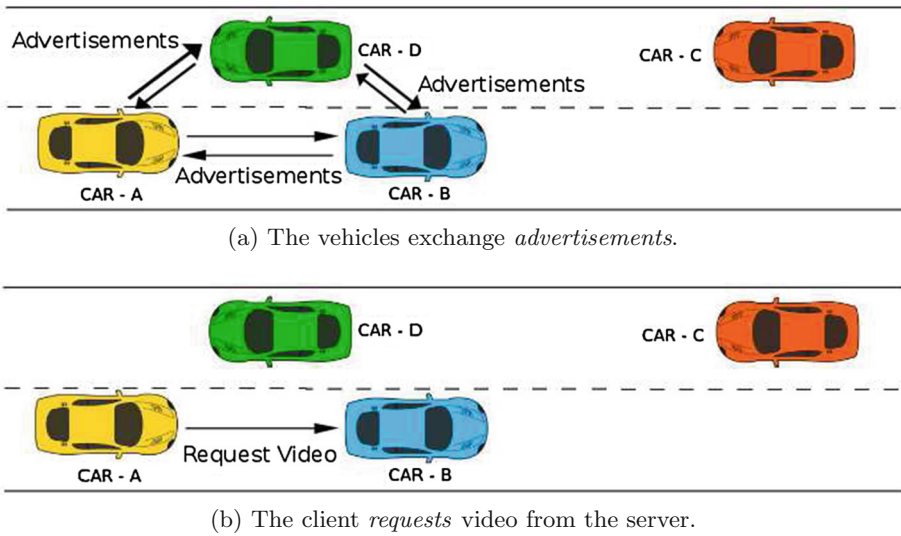 Advertisements
CAR - D
CAR - C
Advertisements
Advertisements
CAR - A
CAR - B
(a) The vehicles exchange advertisements.
CAR - D
CAR - C
Request Video
CAR - A
CAR - B
(b) The client requests video from the server.